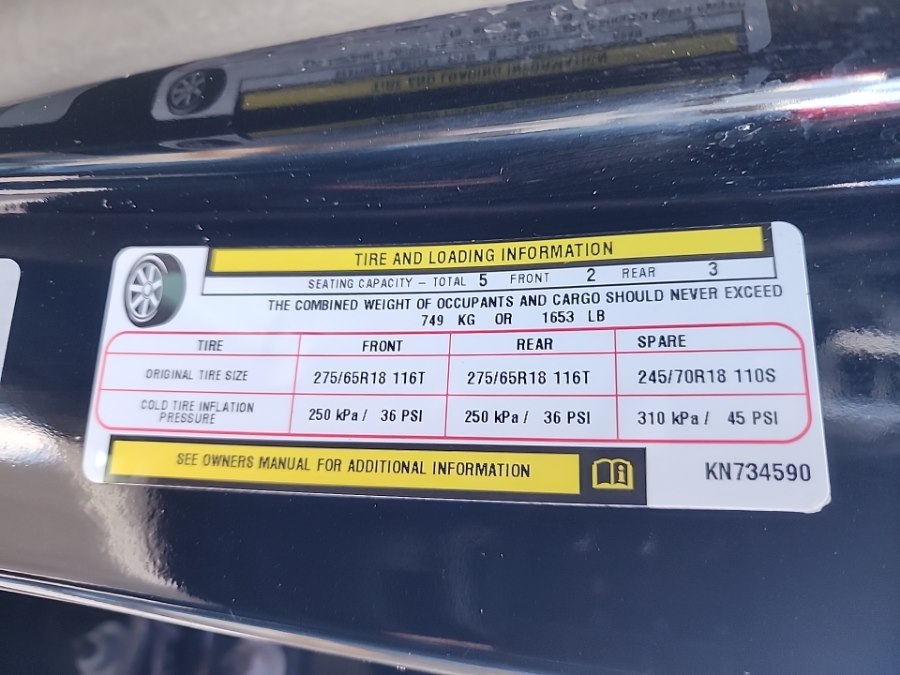 TIRE AND LOADING INFORMATION
SEATING CAPACITY – TOTAL 5 FRONT 2 REAR 3
THE COMBINED WEIGHT OF OCCUPANTS AND CARGO SHOULD NEVER EXCEED
749 KG OR 1653 LB
TIRE FRONT REAR SPARE
ORIGINAL TIRE SIZE 275/65R18 116T 275/65R18 116T 245/70R18 110S
COLD TIRE INFLATION
PRESSURE 250 kPa / 36 PSI 250 kPa / 36 PSI 310 kPa / 45 PSI
SEE OWNERS MANUAL FOR ADDITIONAL INFORMATION
KN734590